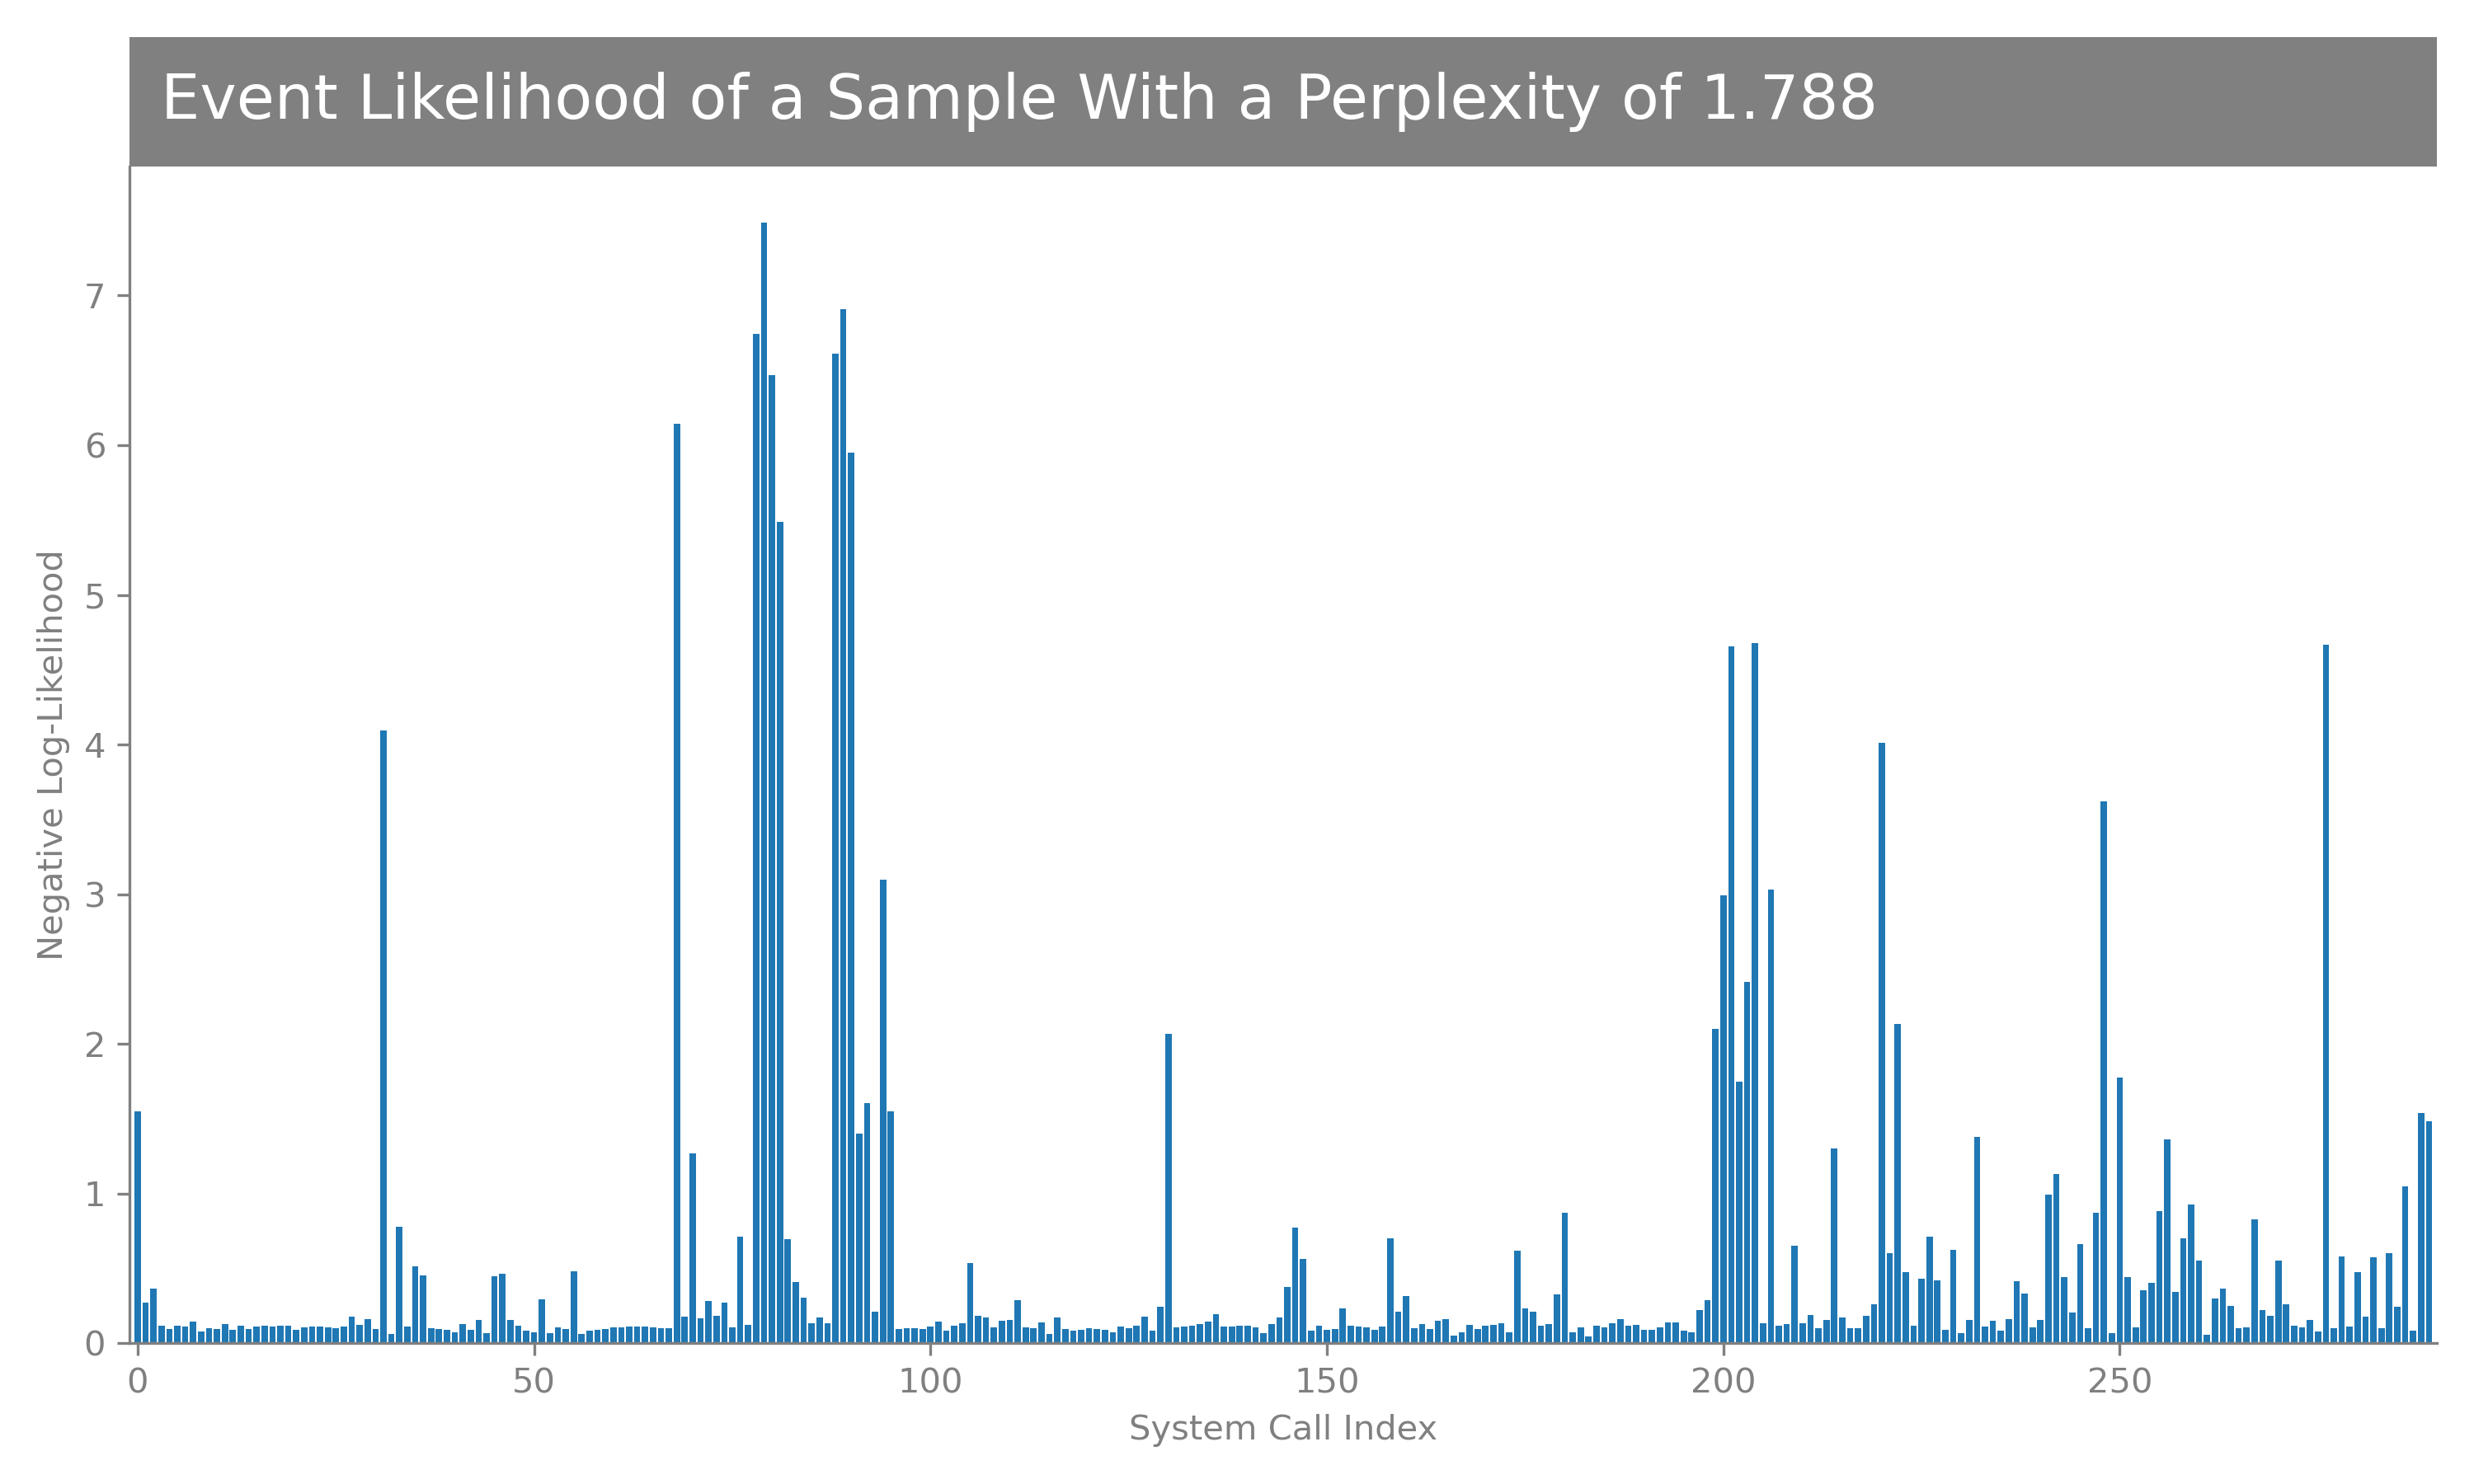 Event Likelihood of a Sample With a Perplexity of 1.788
Negative Log-Likelihood
7
6
5
4
3
2
1
0
0 50 100 150 200 250
System Call Index